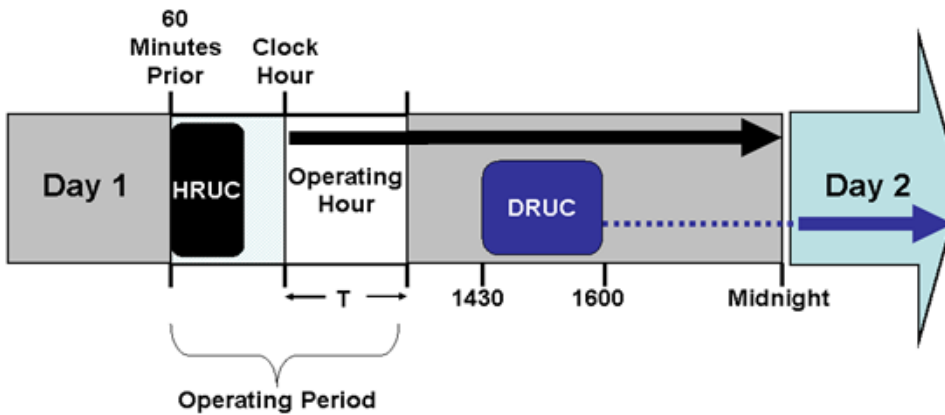 60
Minutes
Prior
Clock
Hour
Day 1
HRUC
Operating
Hour
DRUC
Day 2
T
1430
1600
Midnight
Operating Period